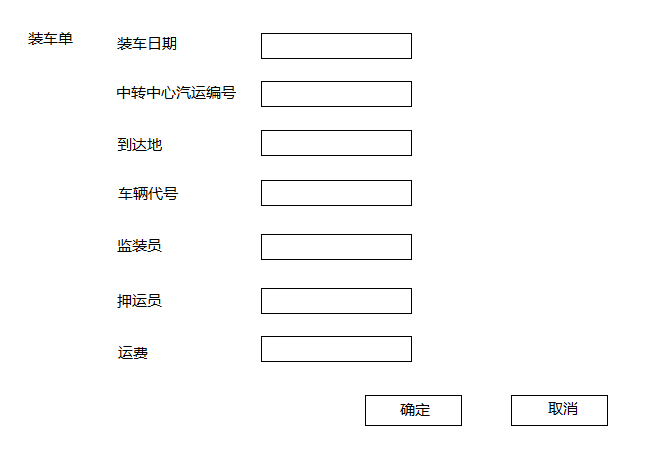 装车单
装车日期
中转中心汽运编号
到达地
车辆代号
监装员
押运员
运费
确定
取消